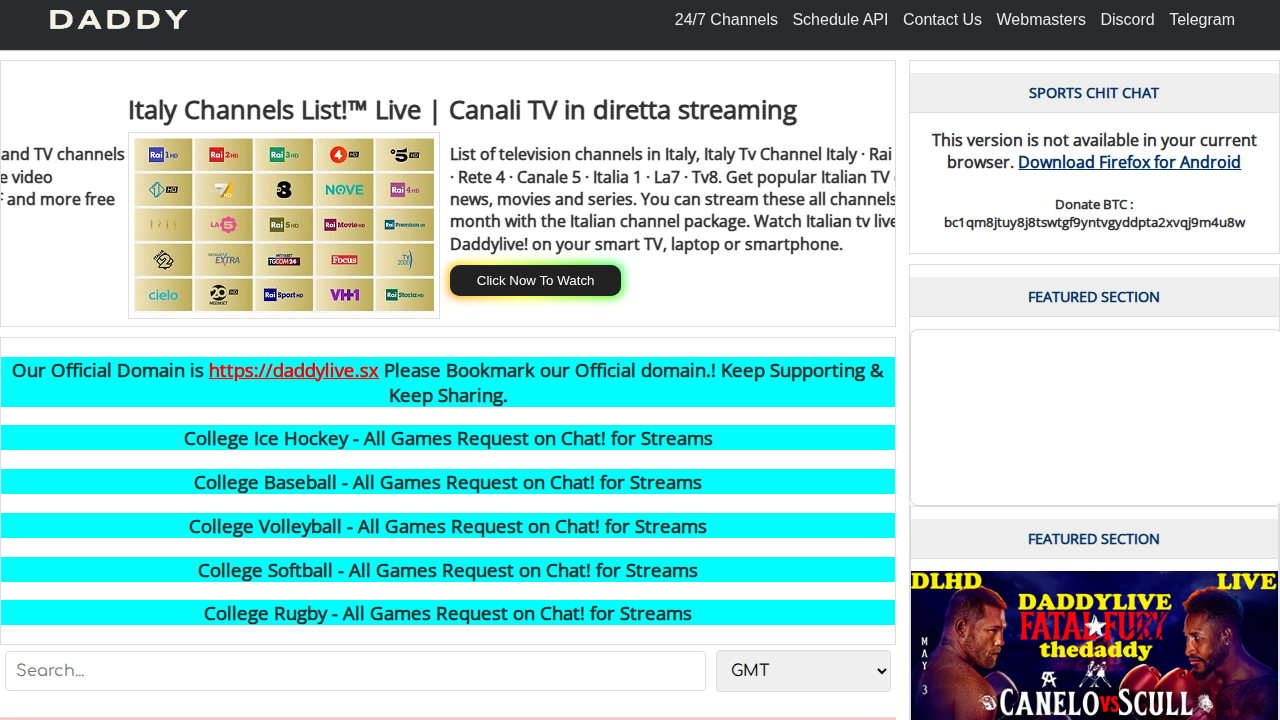 DADDY
24/7 Channels Schedule API Contact Us Webmasters Discord Telegram
Italy Channels List!™ Live | Canali TV in diretta streaming
and TV channels
e video
and more free
Rai 1 HD Rai 2 HD Rai 3 HD 4 HD 5 HD
1 HD 7 HD 8 NOVE Rai 4 HD
IRIS LA 5 Rai 5 HD Rai Movie HD Rai Premium HD
MEDIASET EXTRA TGCOM24 Focus TV 2000
cielo 20 HD MEDIASET Rai Sport HD VH1 Rai Storia HD
List of television channels in Italy, Italy Tv Channel Italy · Rai
· Rete 4 · Canale 5 · Italia 1 · La7 · Tv8. Get popular Italian TV
news, movies and series. You can stream these all channels
month with the Italian channel package. Watch Italian tv live
Daddylive! on your smart TV, laptop or smartphone.
Click Now To Watch
Our Official Domain is https://daddylive.sx Please Bookmark our Official domain.! Keep Supporting &
Keep Sharing.
College Ice Hockey - All Games Request on Chat! for Streams
College Baseball - All Games Request on Chat! for Streams
College Volleyball - All Games Request on Chat! for Streams
College Softball - All Games Request on Chat! for Streams
College Rugby - All Games Request on Chat! for Streams
Search...
GMT
SPORTS CHIT CHAT
This version is not available in your current
browser. Download Firefox for Android
Donate BTC :
bc1qm8jtuy8j8tswtgf9yntvgyddpta2xvqj9m4u8w
FEATURED SECTION
FEATURED SECTION
DLHD LIVE
DADDYLIVE
FATAL FURY
thedaddy
MAY 3
CANELO VS SCULL